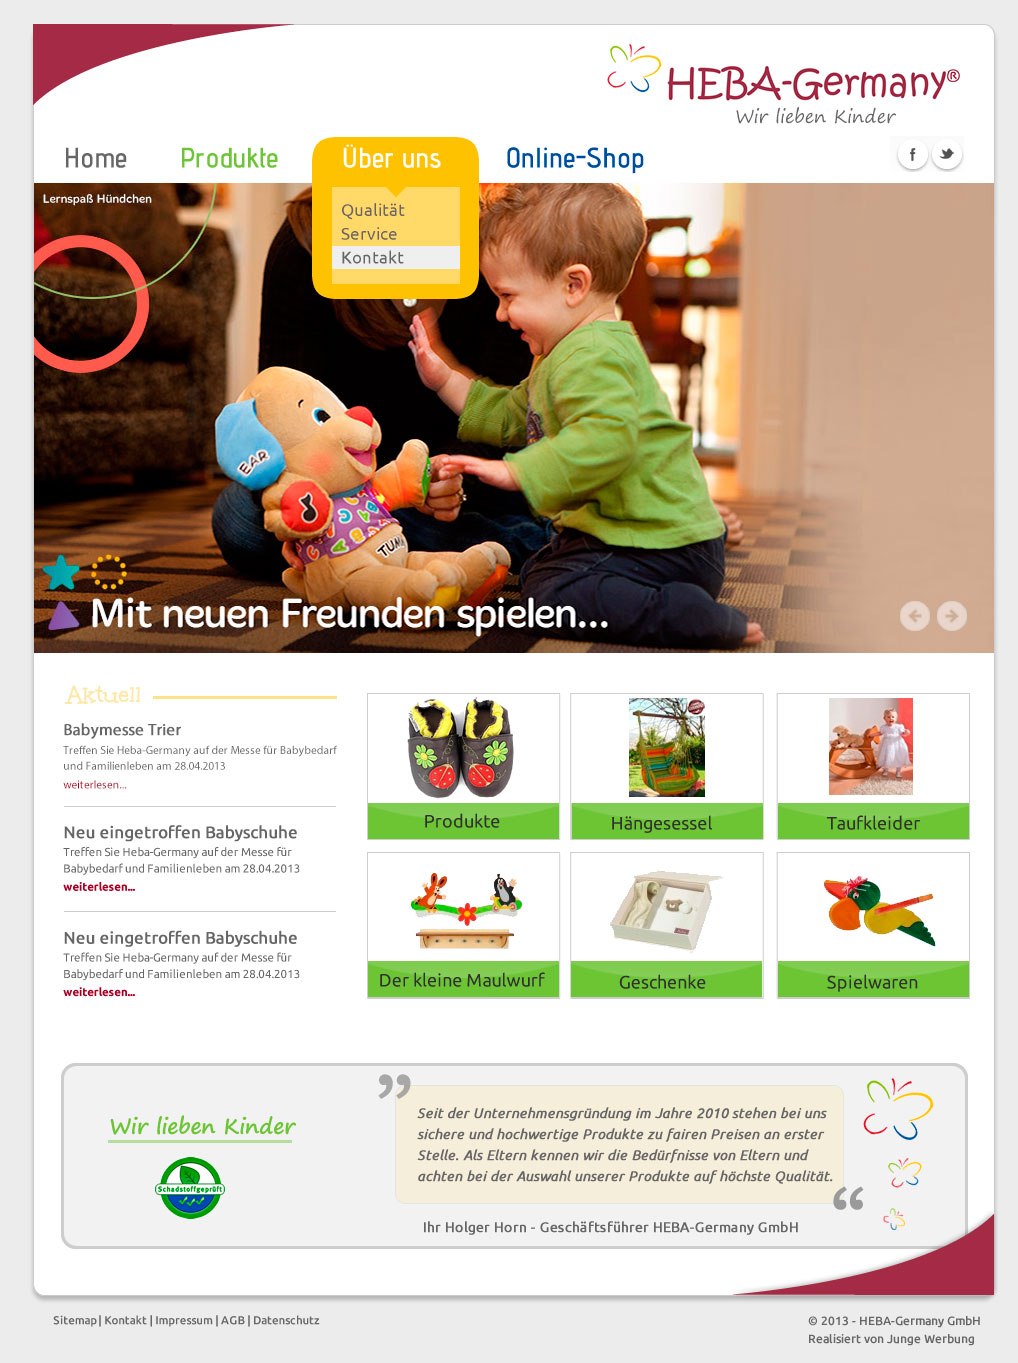 HEBA-Germany®
Wir lieben Kinder
Home
Produkte
Über uns
Online-Shop
Qualität
Service
Kontakt
Lernspaß Hündchen
EAR
TUM
Mit neuen Freunden spielen...
Aktuell
Babymesse Trier
Treffen Sie Heba-Germany auf der Messe für Babybedarf
und Familienleben am 28.04.2013
weiterlesen...
Neu eingetroffen Babyschuhe
Treffen Sie Heba-Germany auf der Messe für
Babybedarf und Familienleben am 28.04.2013
weiterlesen...
Neu eingetroffen Babyschuhe
Treffen Sie Heba-Germany auf der Messe für
Babybedarf und Familienleben am 28.04.2013
weiterlesen...
Produkte
Hängesessel
Taufkleider
Der kleine Maulwurf
Geschenke
Spielwaren
Wir lieben Kinder
Schadstoffgeprüft
Seit der Unternehmensgründung im Jahre 2010 stehen bei uns
sichere und hochwertige Produkte zu fairen Preisen an erster
Stelle. Als Eltern kennen wir die Bedürfnisse von Eltern und
achten bei der Auswahl unserer Produkte auf höchste Qualität.
Ihr Holger Horn - Geschäftsführer HEBA-Germany GmbH
Sitemap | Kontakt | Impressum | AGB | Datenschutz
© 2013 - HEBA-Germany GmbH
Realisiert von Junge Werbung